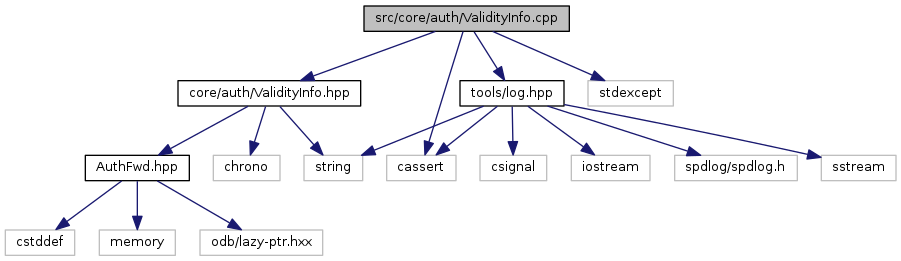 src/core/auth/ValidityInfo.cpp
core/auth/ValidityInfo.hpp
tools/log.hpp
stdexcept
AuthFwd.hpp
chrono
string
cassert
csignal
iostream
spdlog/spdlog.h
sstream
cstddef
memory
odb/lazy-ptr.hxx